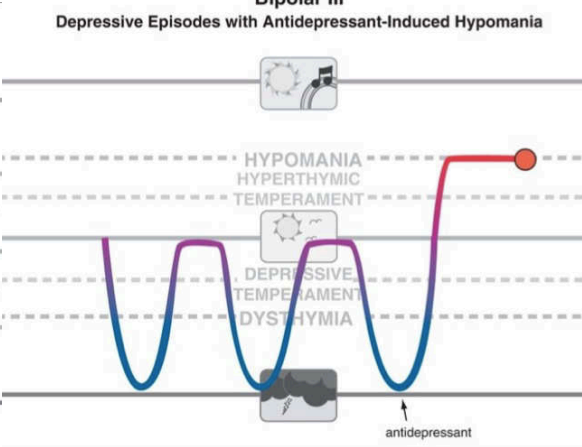 Bipolar III
Depressive Episodes with Antidepressant-Induced Hypomania
HYPOMANIA
HYPERTHYMIC
TEMPERAMENT
DEPRESSIVE
TEMPERAMENT
DYSTHYMIA
antidepressant